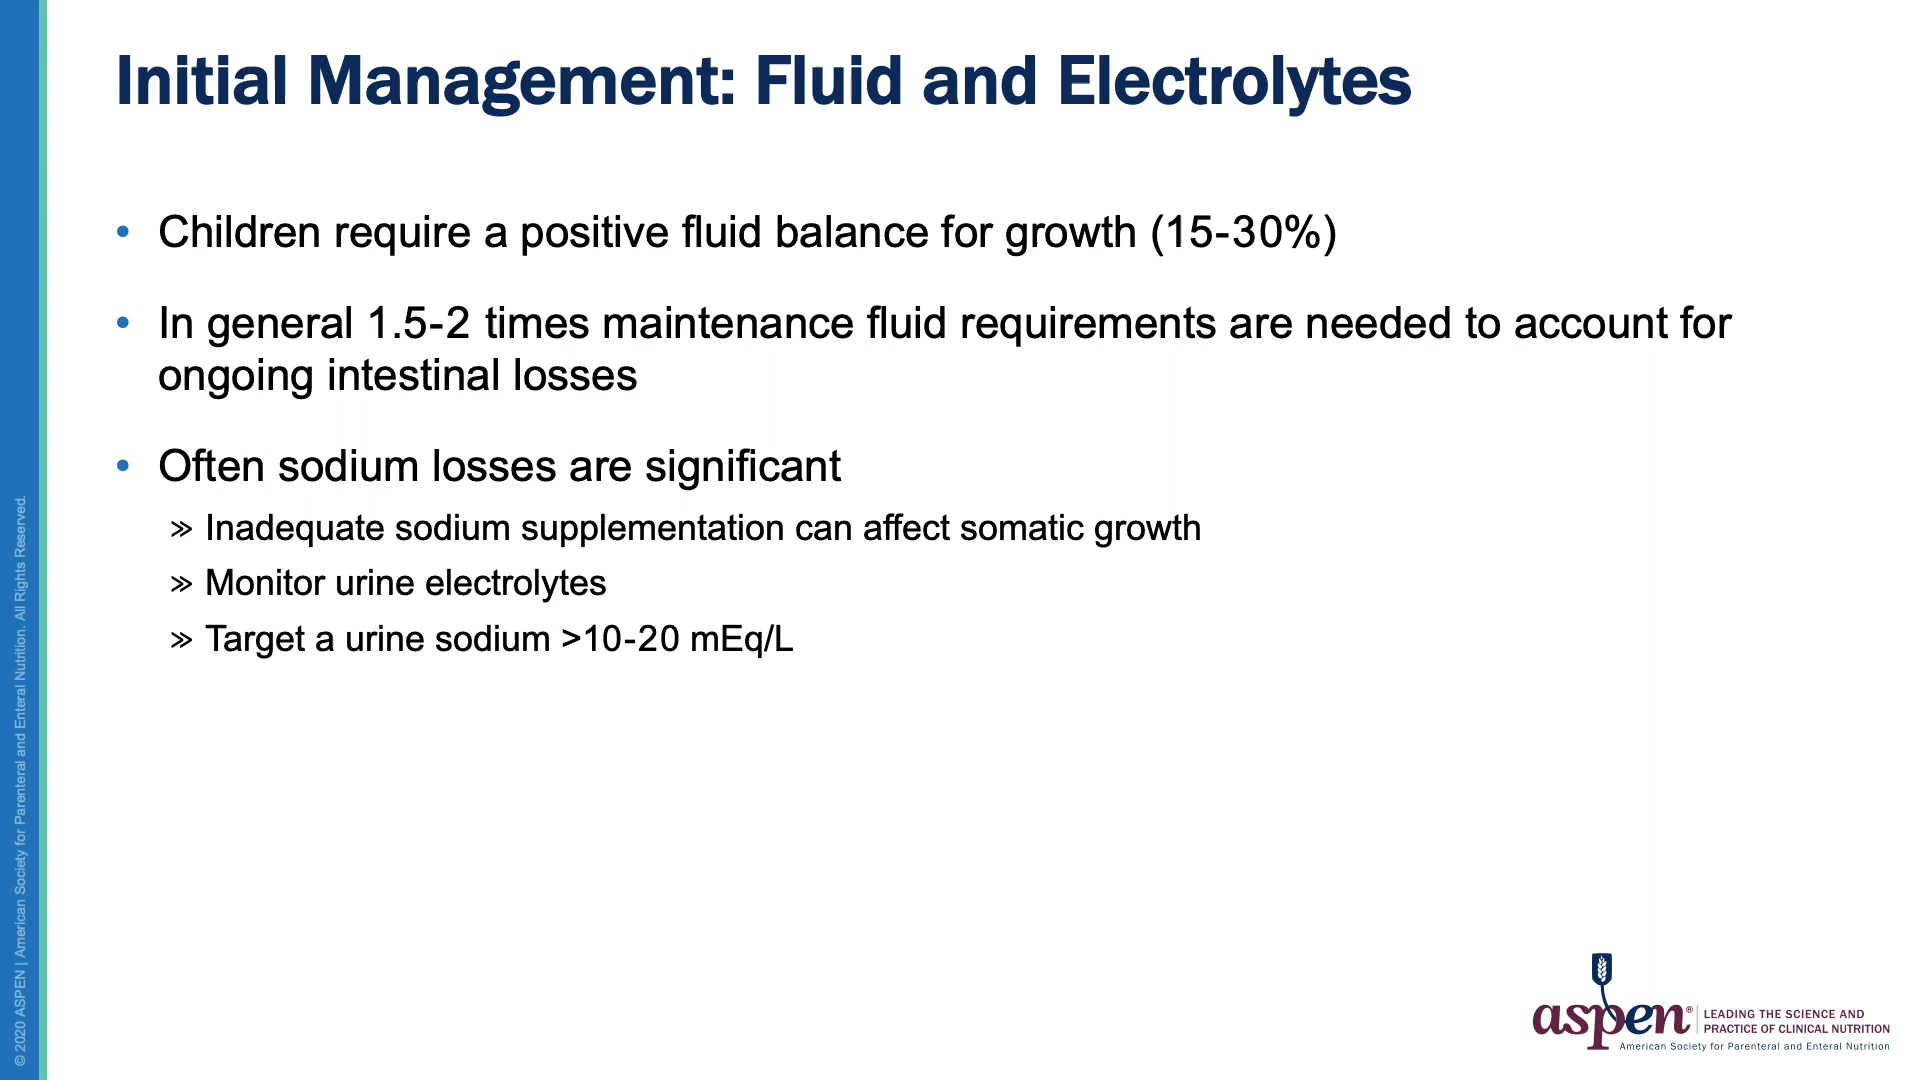 Initial Management: Fluid and Electrolytes
• Children require a positive fluid balance for growth (15-30%)
• In general 1.5-2 times maintenance fluid requirements are needed to account for
ongoing intestinal losses
• Often sodium losses are significant
» Inadequate sodium supplementation can affect somatic growth
» Monitor urine electrolytes
» Target a urine sodium >10-20 mEq/L
© 2020 ASPEN | American Society for Parenteral and Enteral Nutrition. All Rights Reserved.
aspen®
LEADING THE SCIENCE AND
PRACTICE OF CLINICAL NUTRITION
American Society for Parenteral and Enteral Nutrition